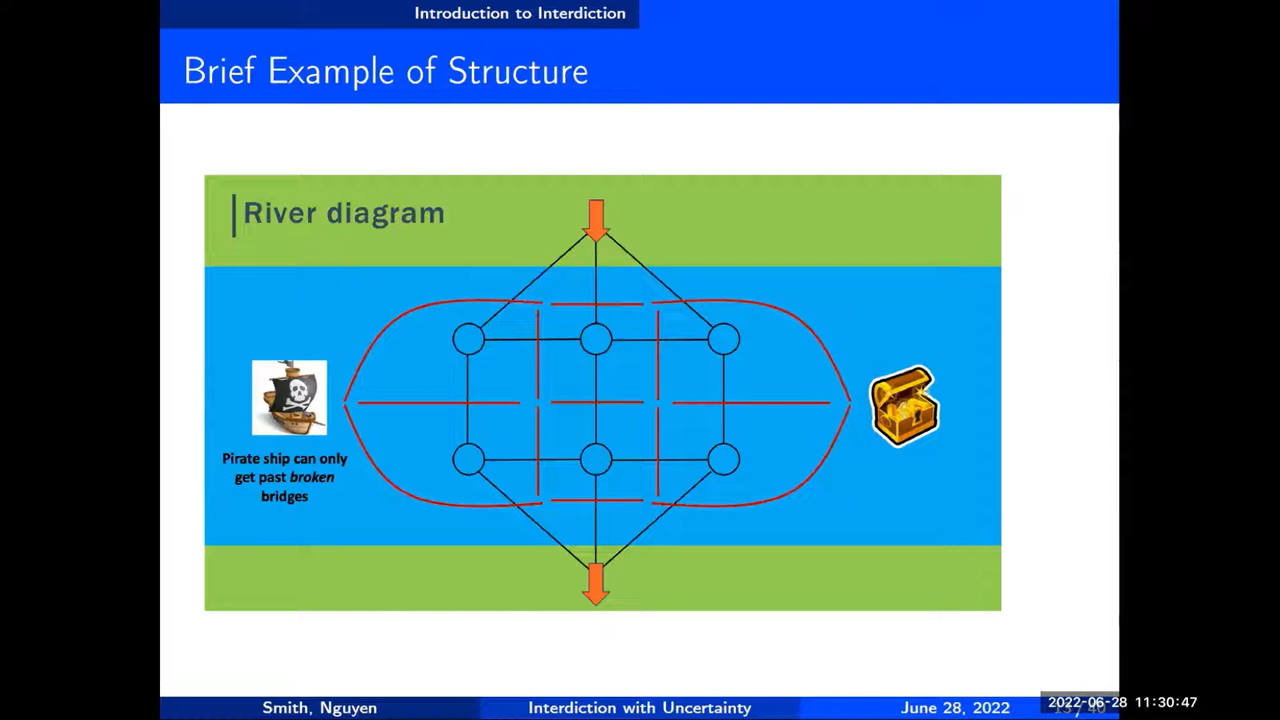 Introduction to Interdiction
Brief Example of Structure
River diagram
Pirate ship can only
get past broken
bridges
Smith, Nguyen
Interdiction with Uncertainty
June 28, 2022
2022-06-28 11:30:47